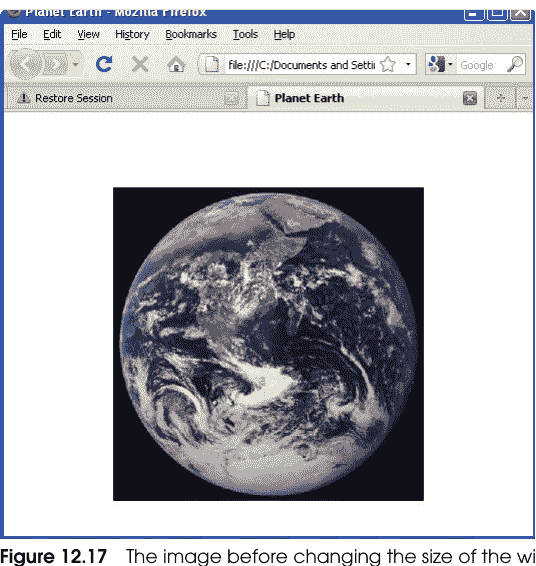 Planet Earth - Mozilla Firefox
File Edit View History Bookmarks Tools Help
file:///C:/Documents and Setti Google
Restore Session Planet Earth
Figure 12.17 The image before changing the size of the wi